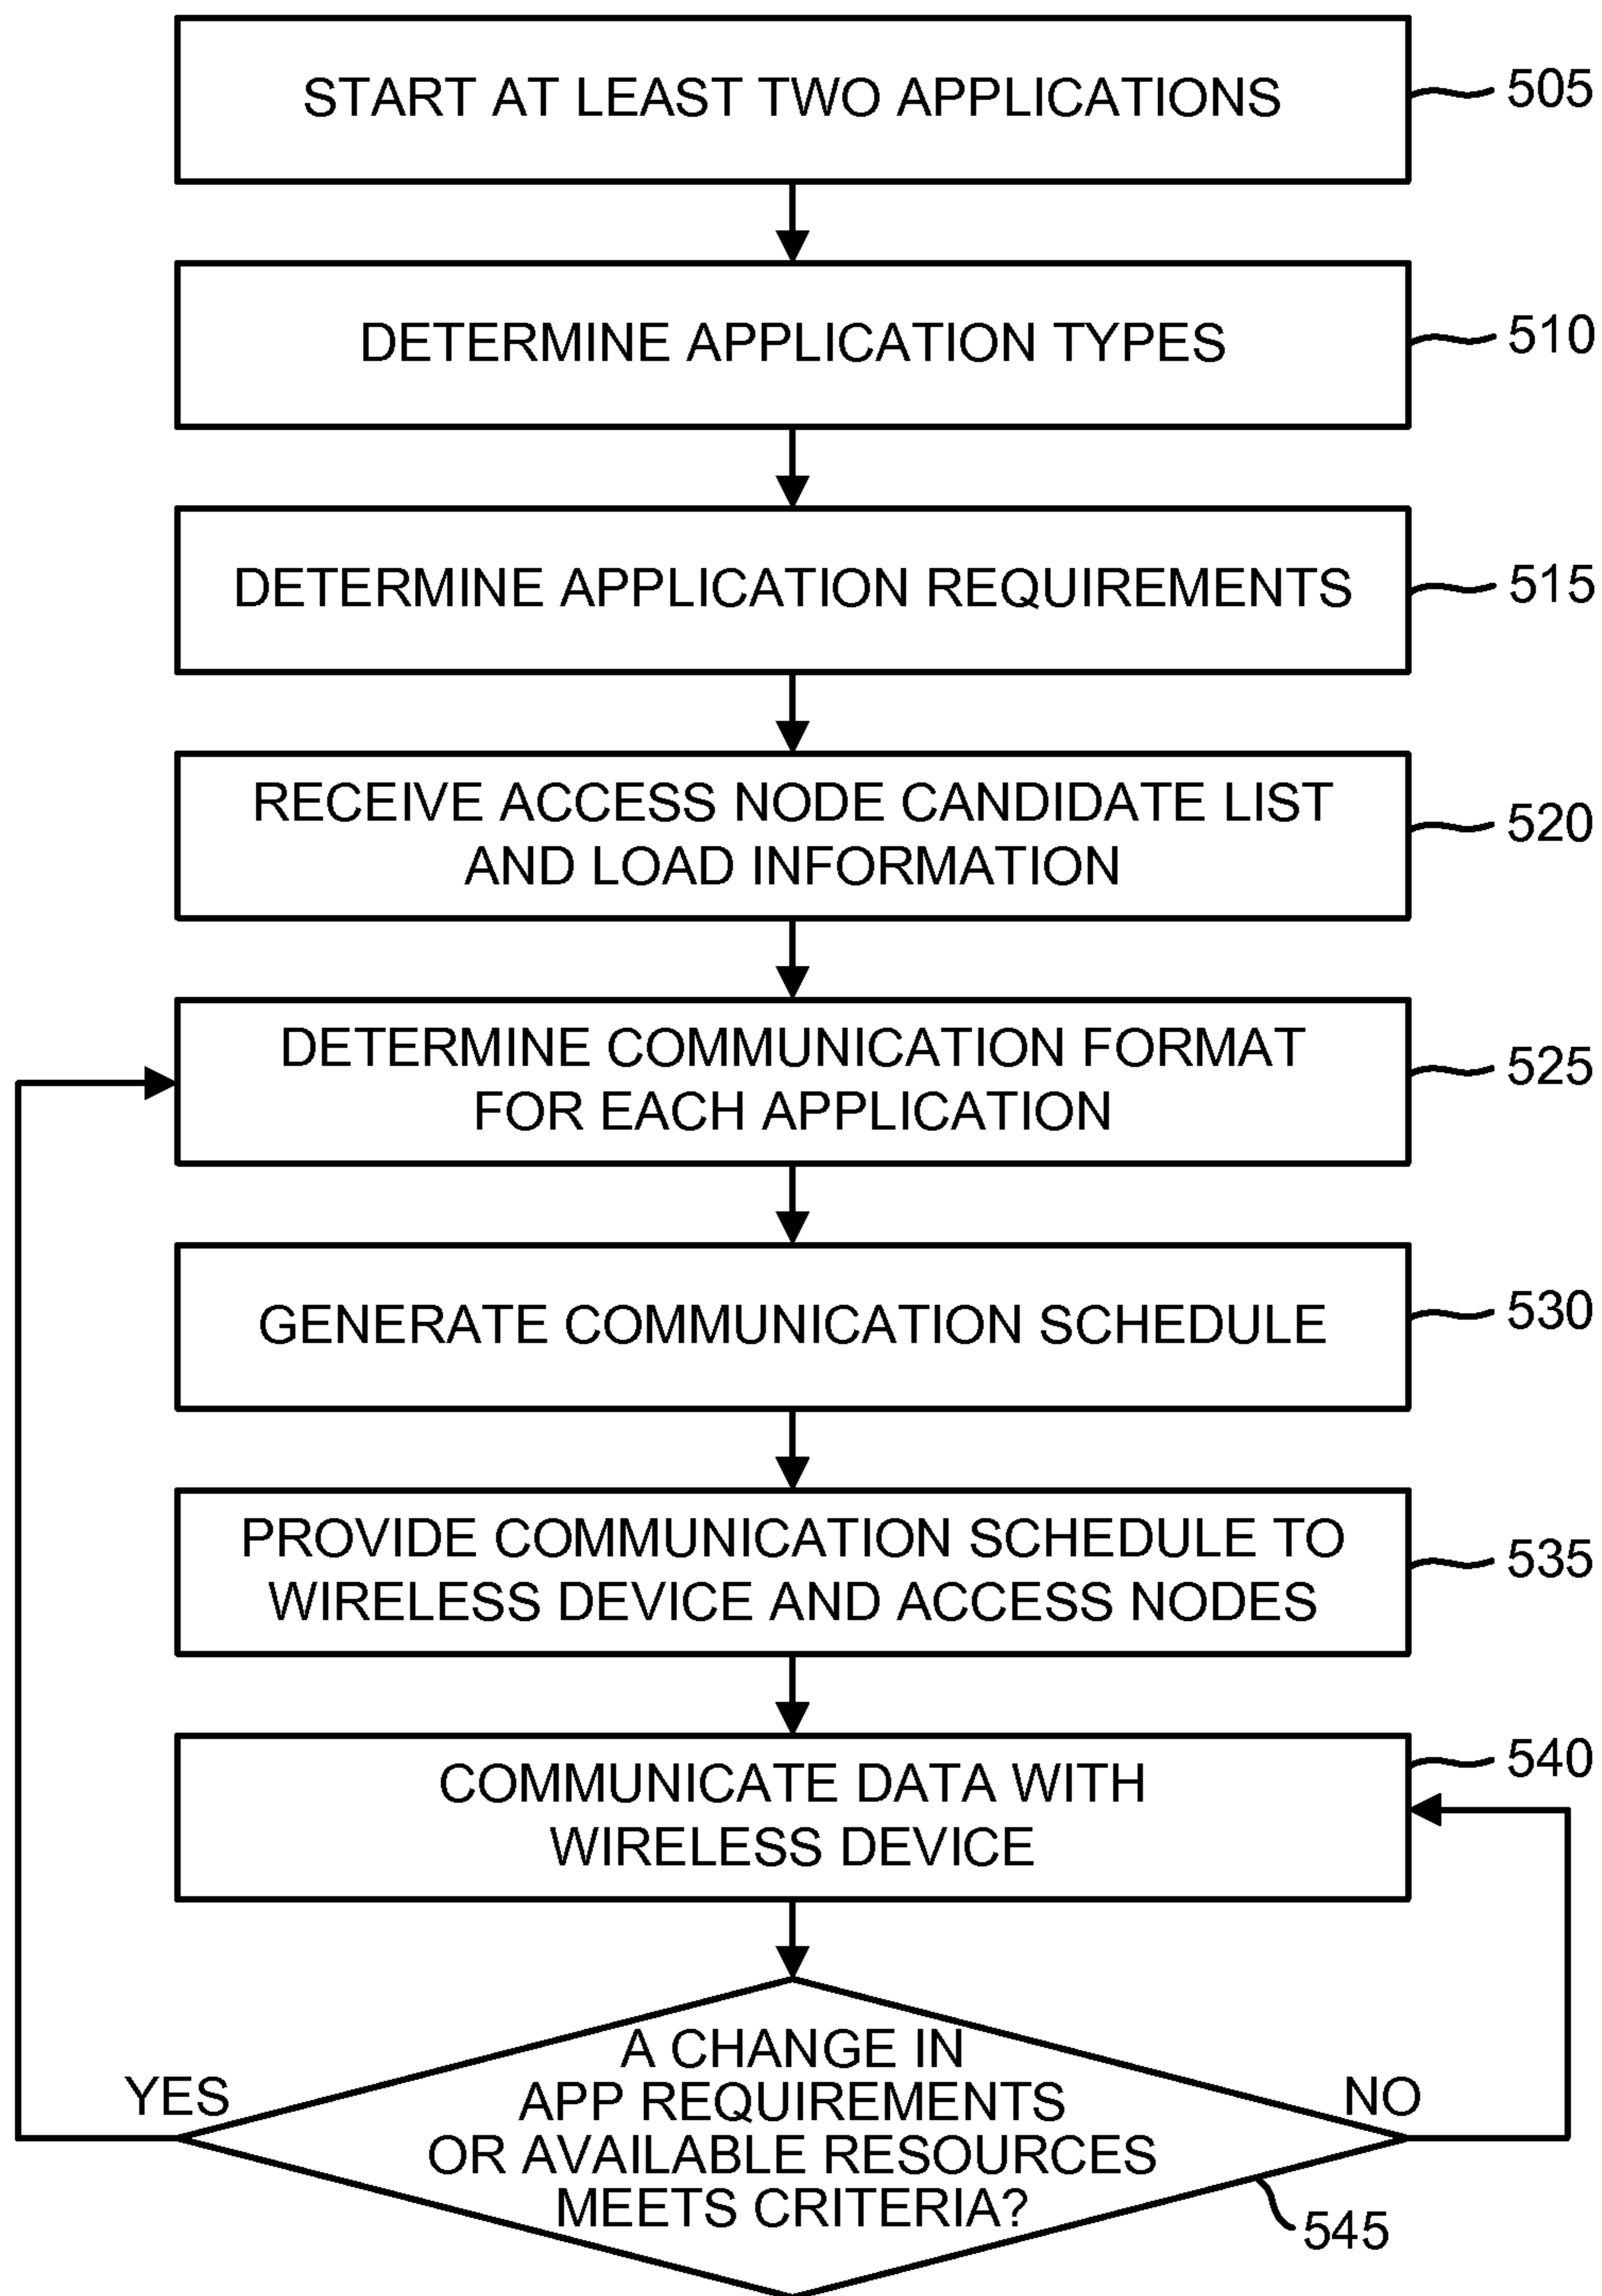 START AT LEAST TWO APPLICATIONS
505
DETERMINE APPLICATION TYPES
510
DETERMINE APPLICATION REQUIREMENTS
515
RECEIVE ACCESS NODE CANDIDATE LIST
AND LOAD INFORMATION
520
DETERMINE COMMUNICATION FORMAT
FOR EACH APPLICATION
525
GENERATE COMMUNICATION SCHEDULE
530
PROVIDE COMMUNICATION SCHEDULE TO
WIRELESS DEVICE AND ACCESS NODES
535
COMMUNICATE DATA WITH
WIRELESS DEVICE
540
A CHANGE IN
APP REQUIREMENTS
OR AVAILABLE RESOURCES
MEETS CRITERIA?
YES
NO
545